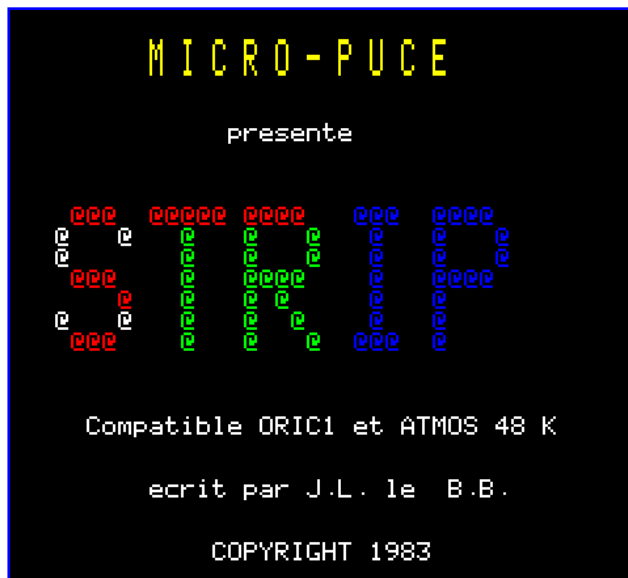 MICRO-PUCE
presente
STRIP
Compatible ORIC1 et ATMOS 48 K
ecrit par J.L. le B.B.
COPYRIGHT 1983